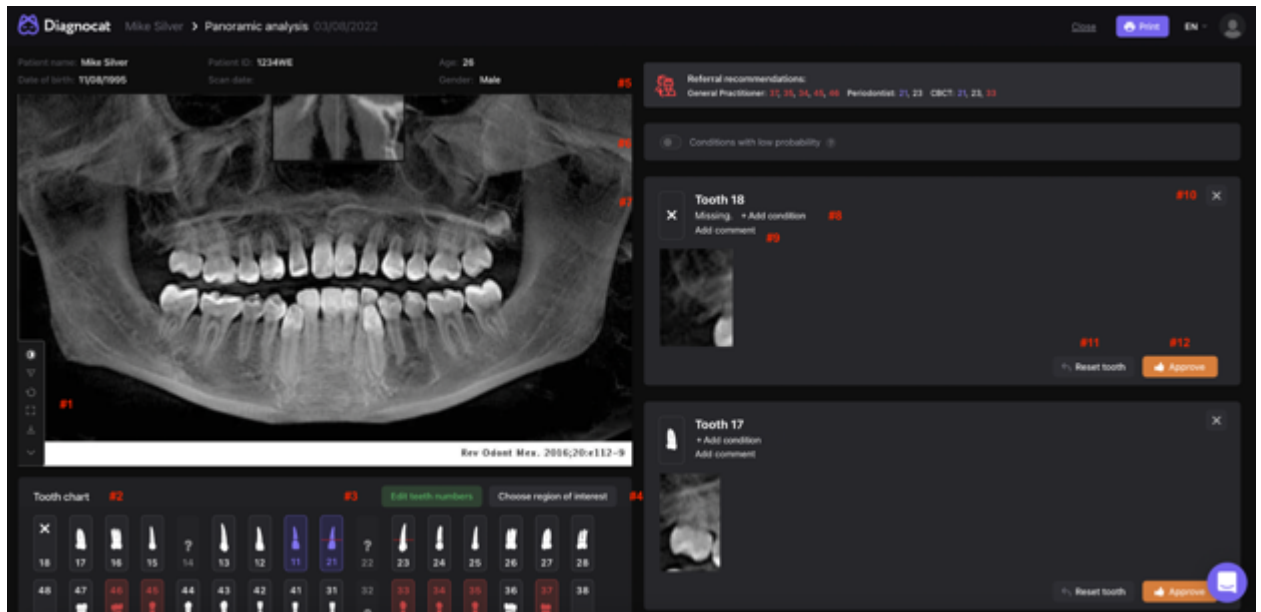 Diagnocat Mike Silver > Panoramic analysis 03/08/2022
Close Print EN
Patient name: Mike Silver Patient ID: 1234WE Age: 26
Date of birth: 11/08/1995 Scan date: Gender: Male
#5
#6
#7
#1
Rev Odont Mex. 2016;20:e112-9
Tooth chart #2 #3 Edit teeth numbers Choose region of interest #4
18 17 16 15 14 13 12 11 21 22 23 24 25 26 27 28
48 47 46 45 44 43 42 41 31 32 33 34 35 36 37 38
Referral recommendations:
General Practitioner: 37, 35, 34, 45, 46 Periodontist: 21, 23 CBCT: 21, 23, 33
Conditions with low probability ?
Tooth 18 #10
Missing. + Add condition #8
Add comment #9
#11 #12
Reset tooth Approve
Tooth 17
+ Add condition
Add comment
Reset tooth Approve